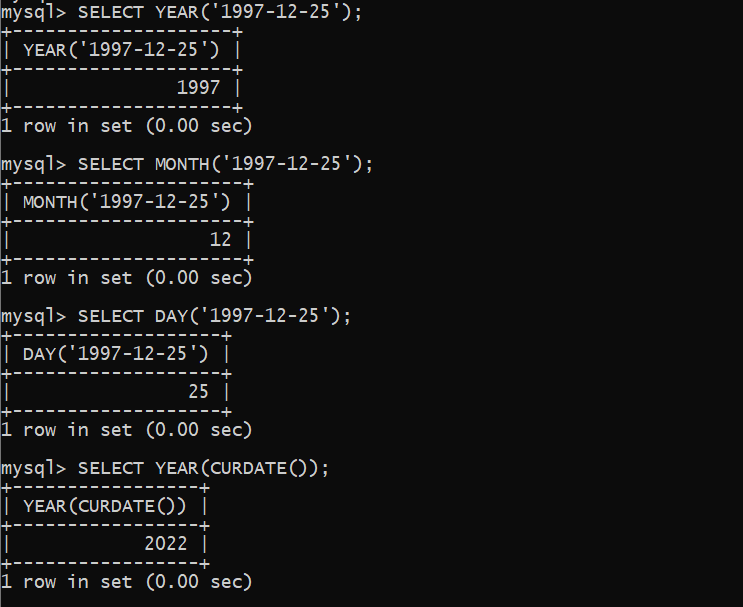 mysql> SELECT YEAR('1997-12-25');
+--------------------+
| YEAR('1997-12-25') |
+--------------------+
|               1997 |
+--------------------+
1 row in set (0.00 sec)
mysql> SELECT MONTH('1997-12-25');
+---------------------+
| MONTH('1997-12-25') |
+---------------------+
|                  12 |
+---------------------+
1 row in set (0.00 sec)
mysql> SELECT DAY('1997-12-25');
+-------------------+
| DAY('1997-12-25') |
+-------------------+
|                25 |
+-------------------+
1 row in set (0.00 sec)
mysql> SELECT YEAR(CURDATE());
+-----------------+
| YEAR(CURDATE()) |
+-----------------+
|            2022 |
+-----------------+
1 row in set (0.00 sec)